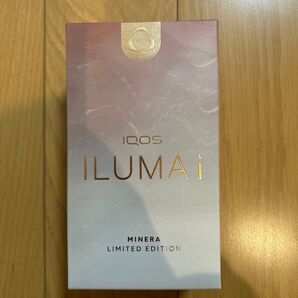 IQOS
ILUMA i
MINERA
LIMITED EDITION